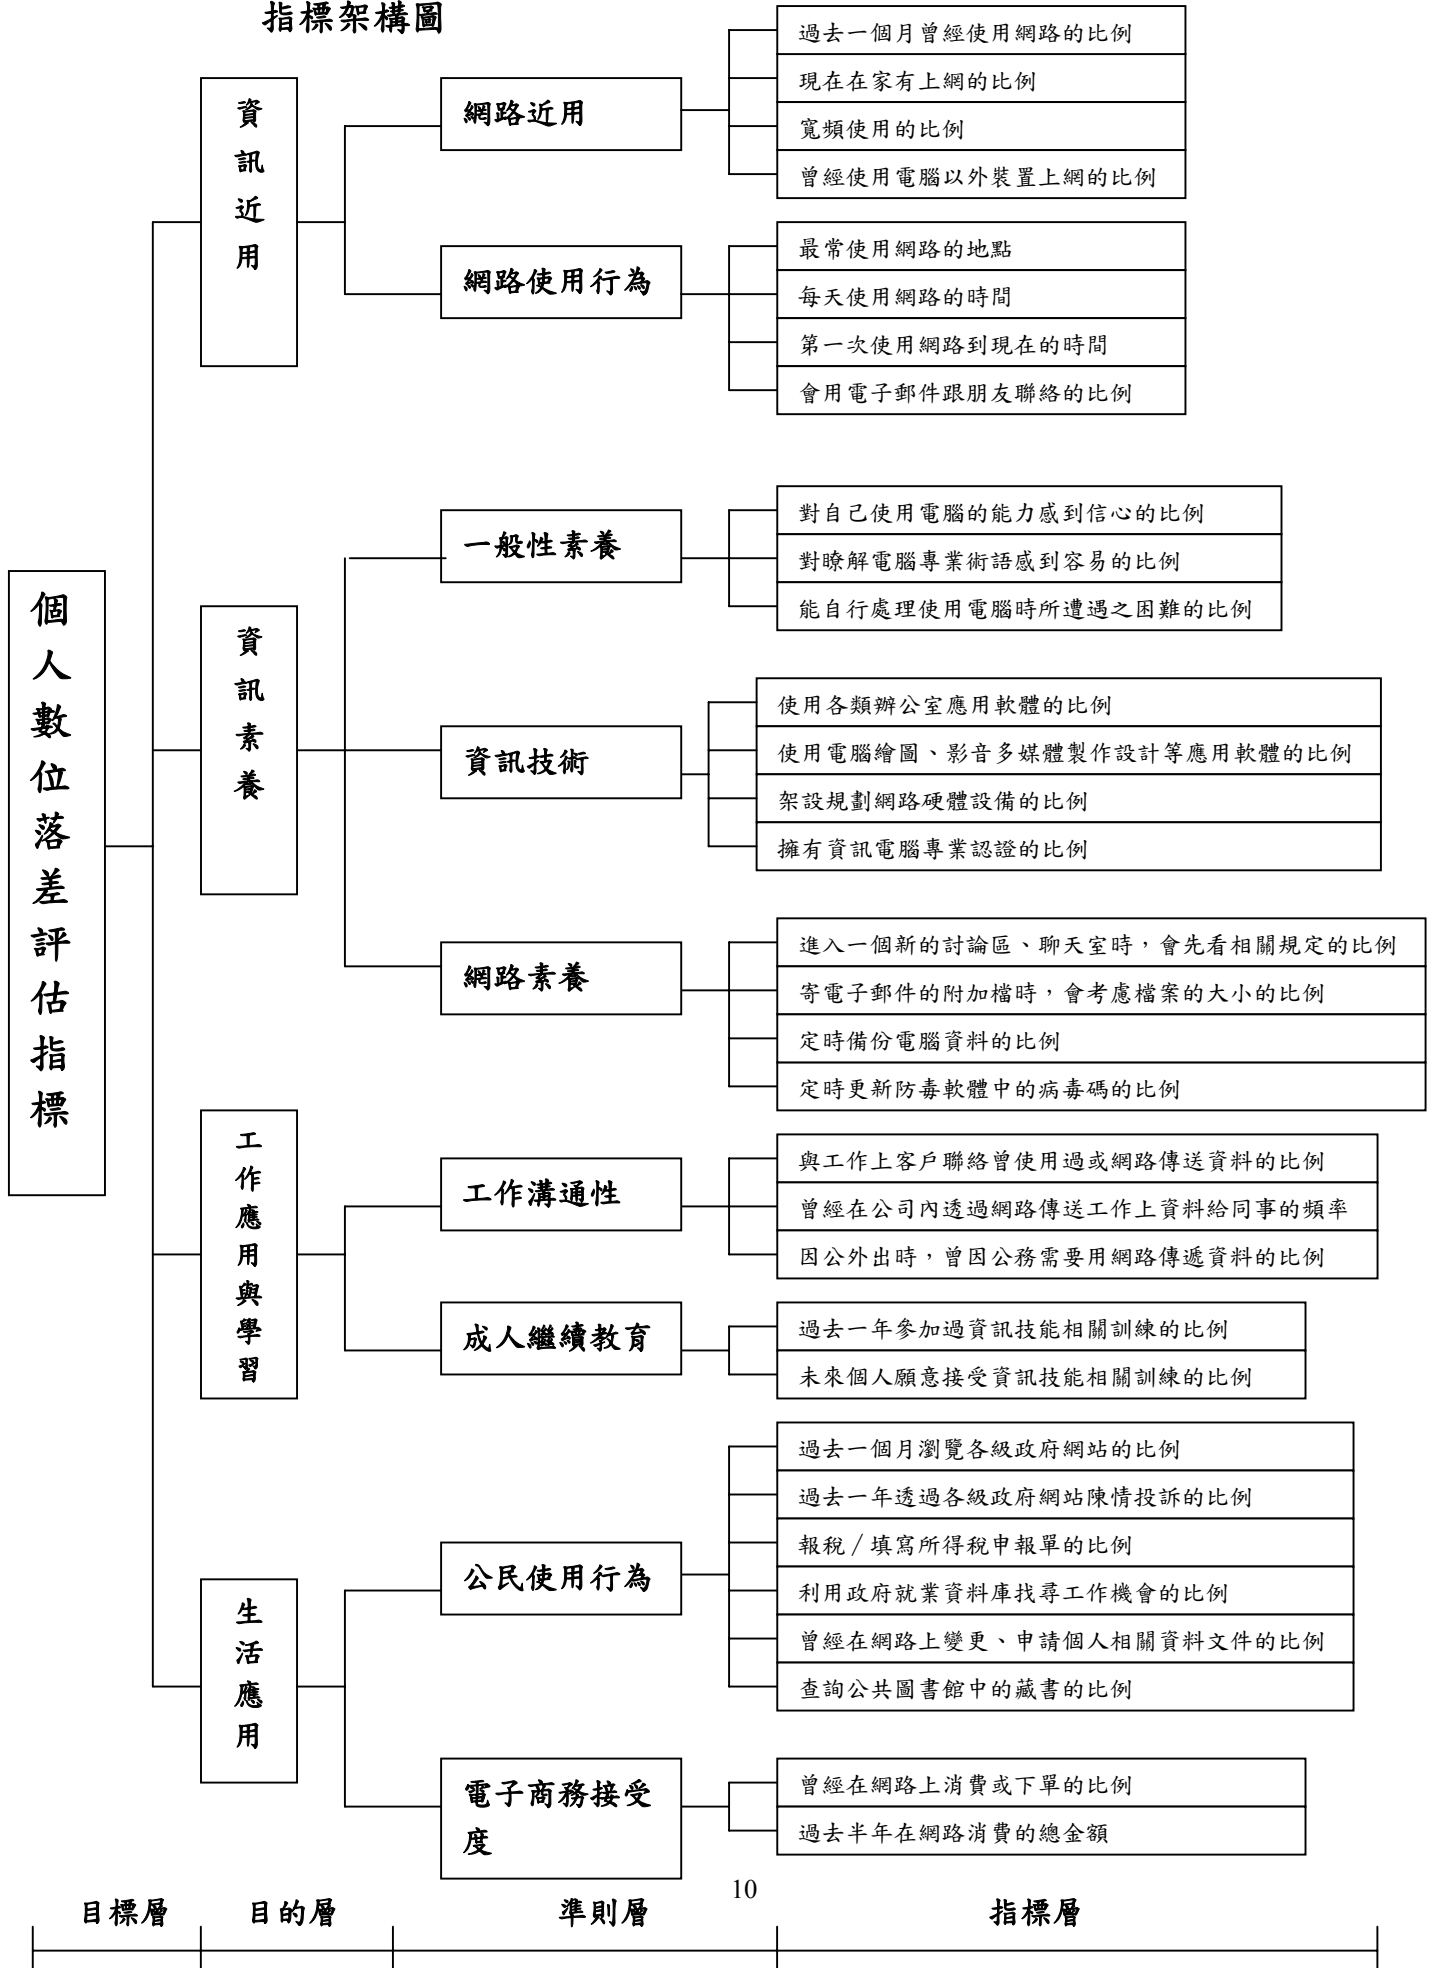 指標架構圖
個人數位落差評估指標
資訊近用
網路近用
過去一個月曾經使用網路的比例
現在在家有上網的比例
寬頻使用的比例
曾經使用電腦以外裝置上網的比例
網路使用行為
最常使用網路的地點
每天使用網路的時間
第一次使用網路到現在的時間
會用電子郵件跟朋友聯絡的比例
資訊素養
一般性素養
對自己使用電腦的能力感到信心的比例
對瞭解電腦專業術語感到容易的比例
能自行處理使用電腦時所遭遇之困難的比例
資訊技術
使用各類辦公室應用軟體的比例
使用電腦繪圖、影音多媒體製作設計等應用軟體的比例
架設規劃網路硬體設備的比例
擁有資訊電腦專業認證的比例
網路素養
進入一個新的討論區、聊天室時，會先看相關規定的比例
寄電子郵件的附加檔時，會考慮檔案的大小的比例
定時備份電腦資料的比例
定時更新防毒軟體中的病毒碼的比例
工作應用與學習
工作溝通性
與工作上客戶聯絡曾使用過或網路傳送資料的比例
曾經在公司內透過網路傳送工作上資料給同事的頻率
因公外出時，曾因公務需要用網路傳遞資料的比例
成人繼續教育
過去一年參加過資訊技能相關訓練的比例
未來個人願意接受資訊技能相關訓練的比例
生活應用
公民使用行為
過去一個月瀏覽各級政府網站的比例
過去一年透過各級政府網站陳情投訴的比例
報稅／填寫所得稅申報單的比例
利用政府就業資料庫找尋工作機會的比例
曾經在網路上變更、申請個人相關資料文件的比例
查詢公共圖書館中的藏書的比例
電子商務接受
度
曾經在網路上消費或下單的比例
過去半年在網路消費的總金額
10
目標層 目的層 準則層 指標層